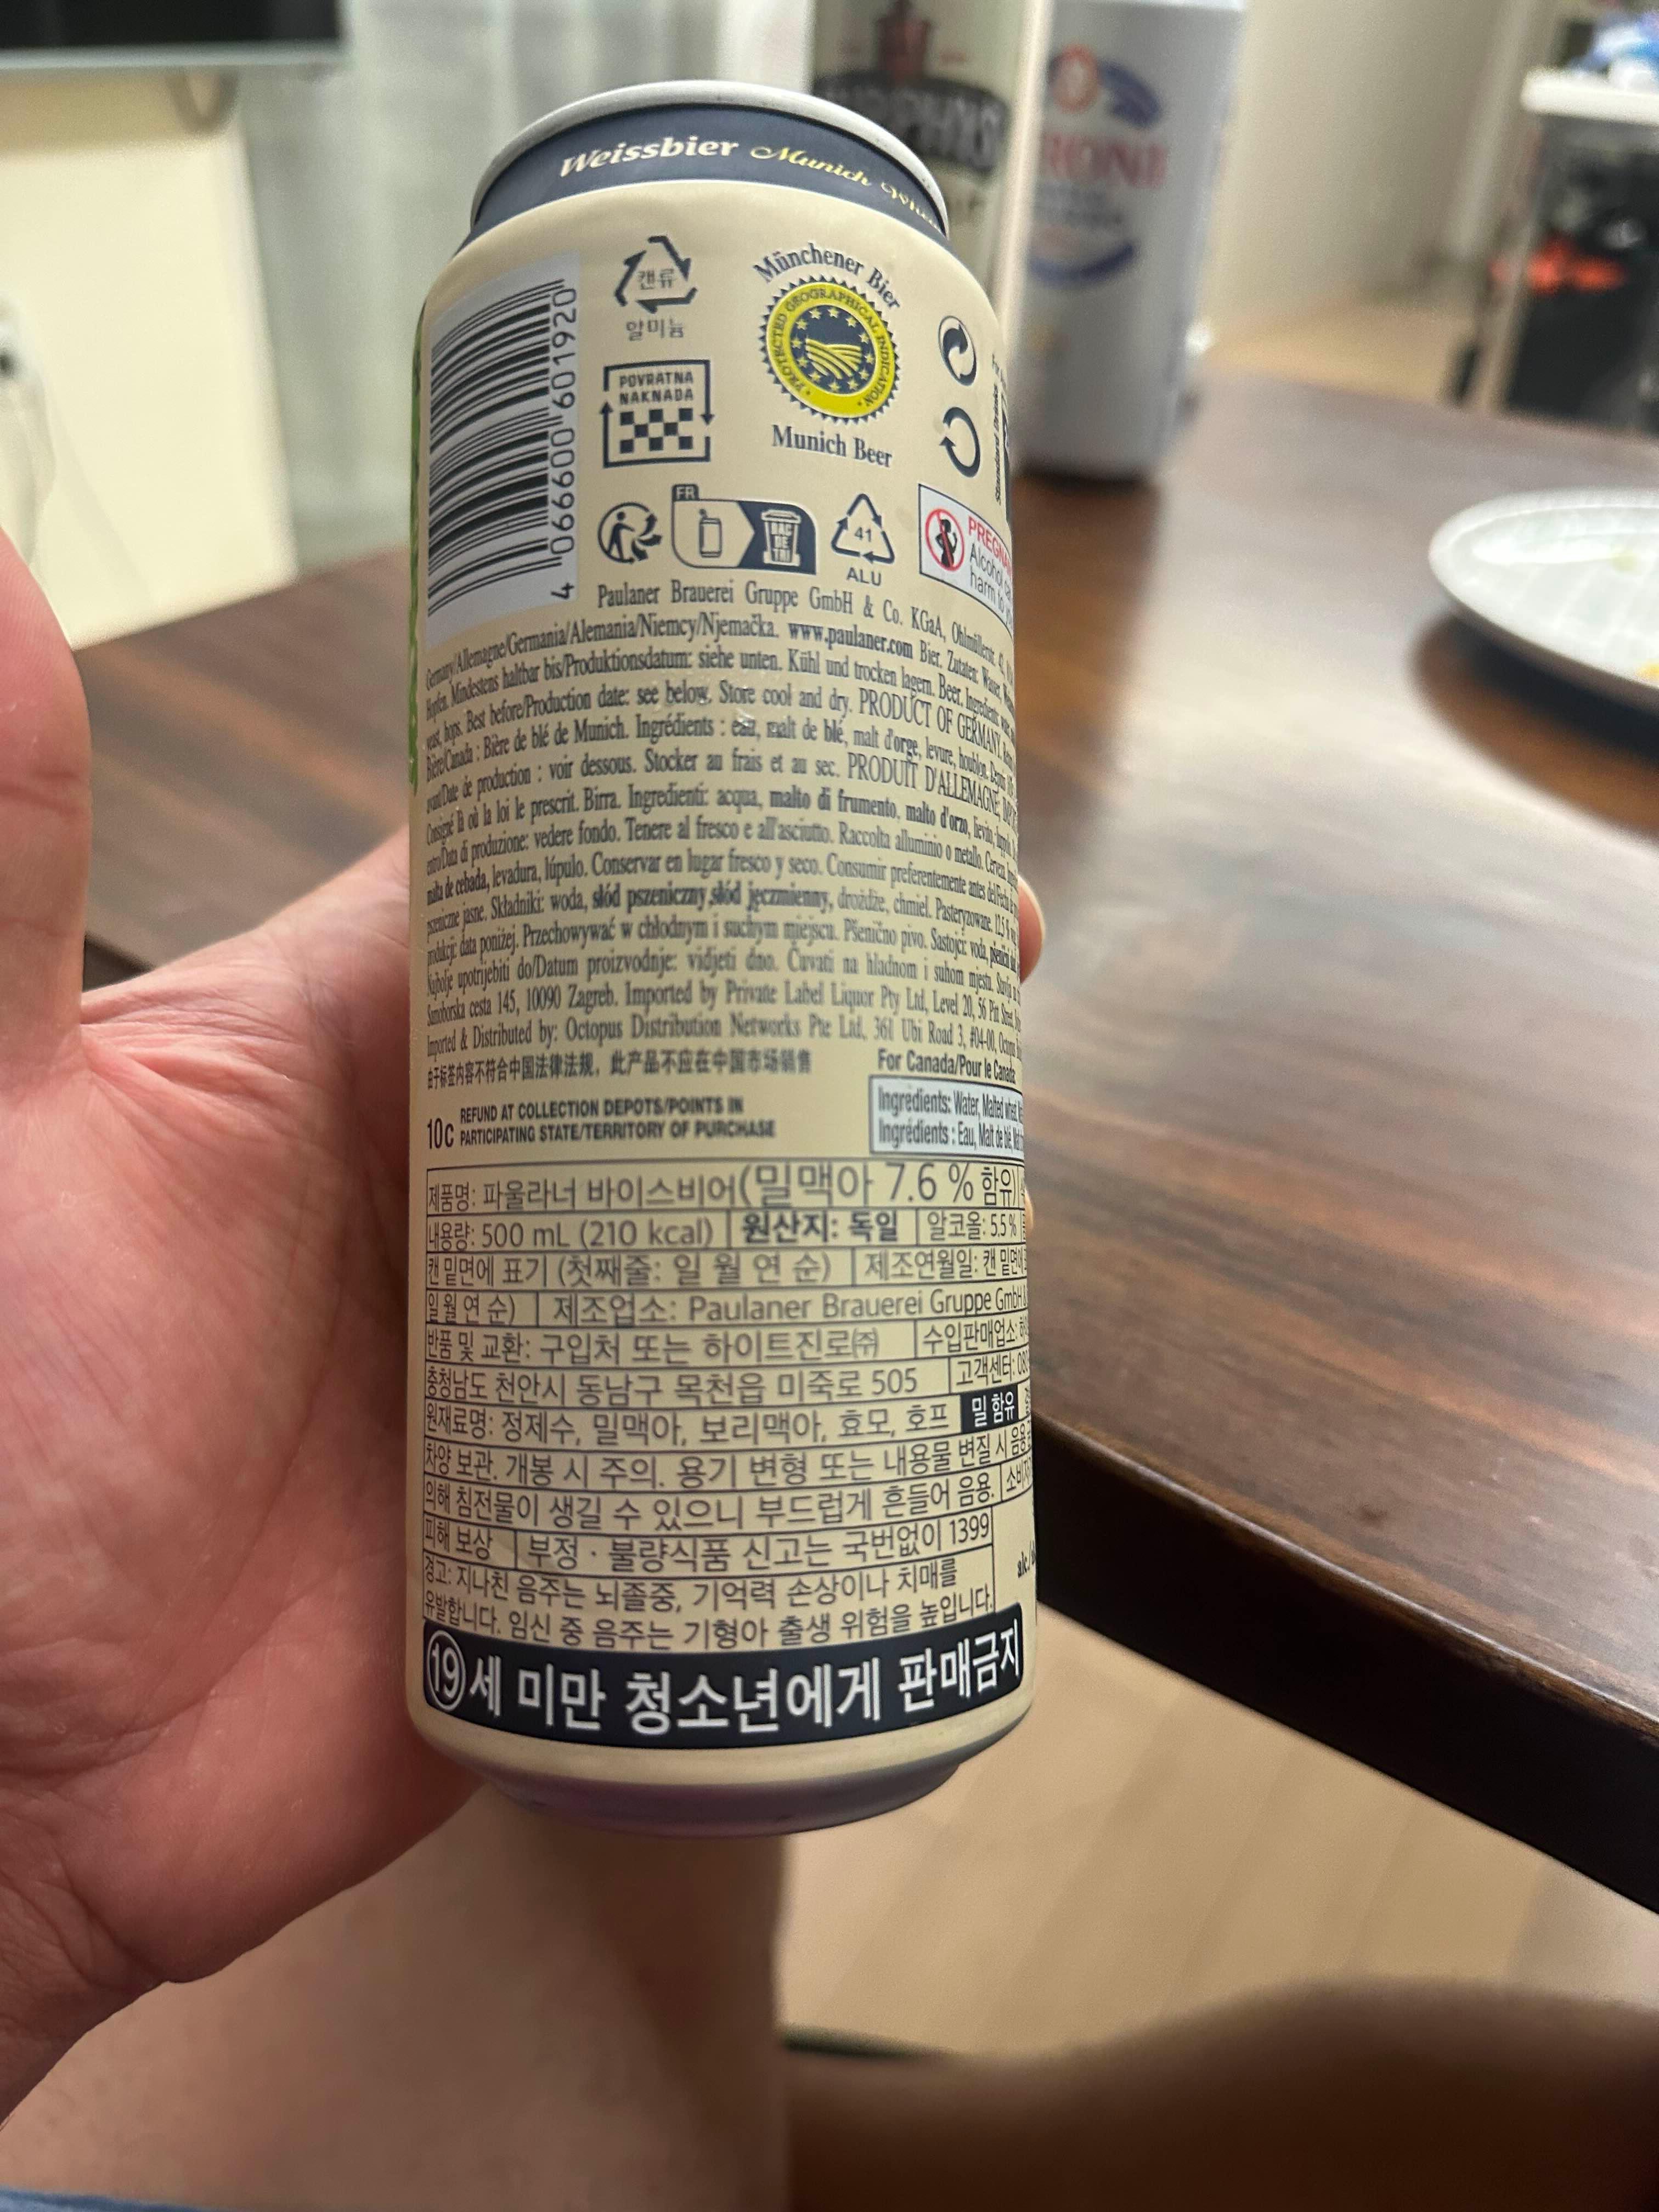 Weissbier Munich
캔류
알미늄
POVRATNA
NAKNADA
Münchener Bier
PROTECTED GEOGRAPHICAL INDICATION
Munich Beer
4 066600 601920
FR
BAC
DE
TRI
41
ALU
Standard Drinks
Alcohol
harm to
Paulaner Brauerei Gruppe GmbH & Co. KGaA, Ohlmüllerstr. 42,
Germany/Allemagne/Germania/Alemania/Niemcy/Njemačka. www.paulaner.com Bier. Zutaten: Wasser,
Hopfen. Mindestens haltbar bis/Produktionsdatum: siehe unten. Kühl und trocken lagern. Beer. Ingredients:
yeast, hops. Best before/Production date: see below. Store cool and dry. PRODUCT OF GERMANY.
Bière/Canada : Bière de blé de Munich. Ingrédients : eau, malt de blé, malt d'orge, levure, houblon.
avant/Date de production : voir dessous. Stocker au frais et au sec. PRODUIT D'ALLEMAGNE,
Consigné là où la loi le prescrit. Birra. Ingredienti: acqua, malto di frumento, malto d'orzo, lievito,
entro/Data di produzione: vedere fondo. Tenere al fresco e all'asciutto. Raccolta alluminio o metallo.
malta de cebada, levadura, lúpulo. Conservar en lugar fresco y seco. Consumir preferentemente antes
pszeniczne jasne. Składniki: woda, słód pszeniczny, słód jęczmienny, drożdże, chmiel. Pasteryzowane.
produkcji: data poniżej. Przechowywać w chłodnym i suchym miejscu. Pšenično pivo. Sastojci: voda,
Najbolje upotrijebiti do/Datum proizvodnje: vidjeti dno. Čuvati na hladnom i suhom mjestu.
Samoborska cesta 145, 10090 Zagreb. Imported by Private Label Liquor Pty Ltd, Level 20, 56 Pitt Street,
Imported & Distributed by: Octopus Distribution Networks Pte Ltd, 361 Ubi Road 3, #04-00,
由于标签内容不符合中国法律法规，此产品不应在中国市场销售
For Canada/Pour le Canada
Ingredients: Water, Malted wheat,
Ingrédients : Eau, Malt de blé,
10c REFUND AT COLLECTION DEPOTS/POINTS IN
PARTICIPATING STATE/TERRITORY OF PURCHASE
제품명: 파울라너 바이스비어(밀맥아 7.6 % 함유)
내용량: 500 mL (210 kcal) 원산지: 독일 알코올: 5.5 %
캔 밑면에 표기 (첫째줄: 일 월 연 순) 제조연월일: 캔 밑면에
일 월 연 순) 제조업소: Paulaner Brauerei Gruppe GmbH
반품 및 교환: 구입처 또는 하이트진로㈜ 수입판매업소:
충청남도 천안시 동남구 목천읍 미죽로 505 고객센터:
원재료명: 정제수, 밀맥아, 보리맥아, 효모, 호프 밀 함유
차양 보관. 개봉 시 주의. 용기 변형 또는 내용물 변질 시
의해 침전물이 생길 수 있으니 부드럽게 흔들어 음용.
피해 보상 부정 · 불량식품 신고는 국번없이 1399
경고: 지나친 음주는 뇌졸중, 기억력 손상이나 치매를
유발합니다. 임신 중 음주는 기형아 출생 위험을 높입니다.
19세 미만 청소년에게 판매금지